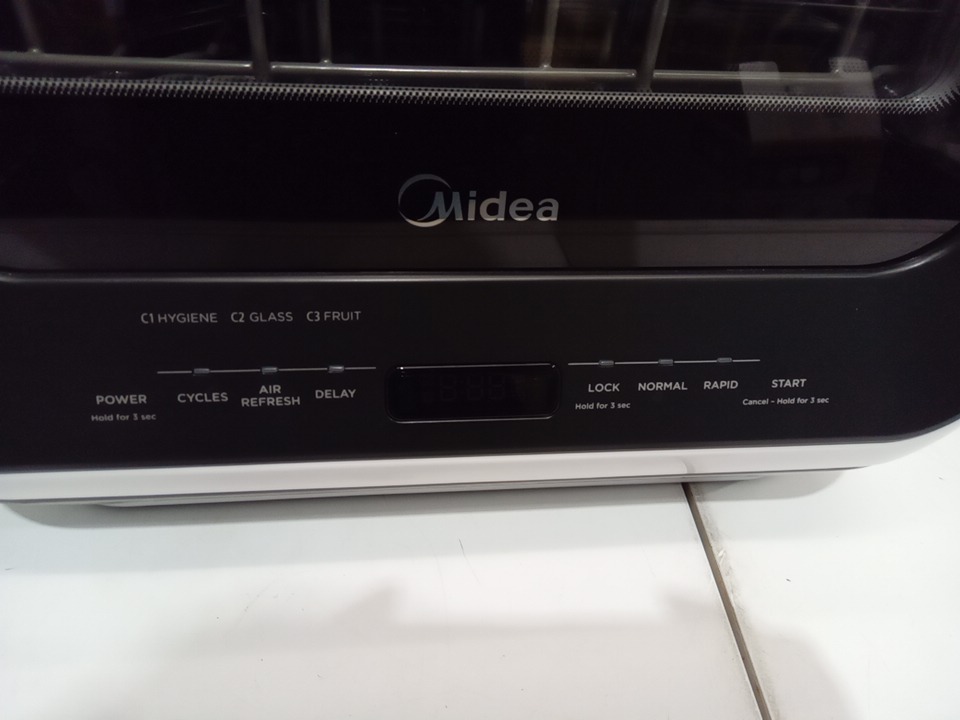 Midea
C1 HYGIENE C2 GLASS C3 FRUIT
POWER
Hold for 3 sec
CYCLES
AIR
REFRESH
DELAY
LOCK
Hold for 3 sec
NORMAL
RAPID
START
Cancel - Hold for 3 sec